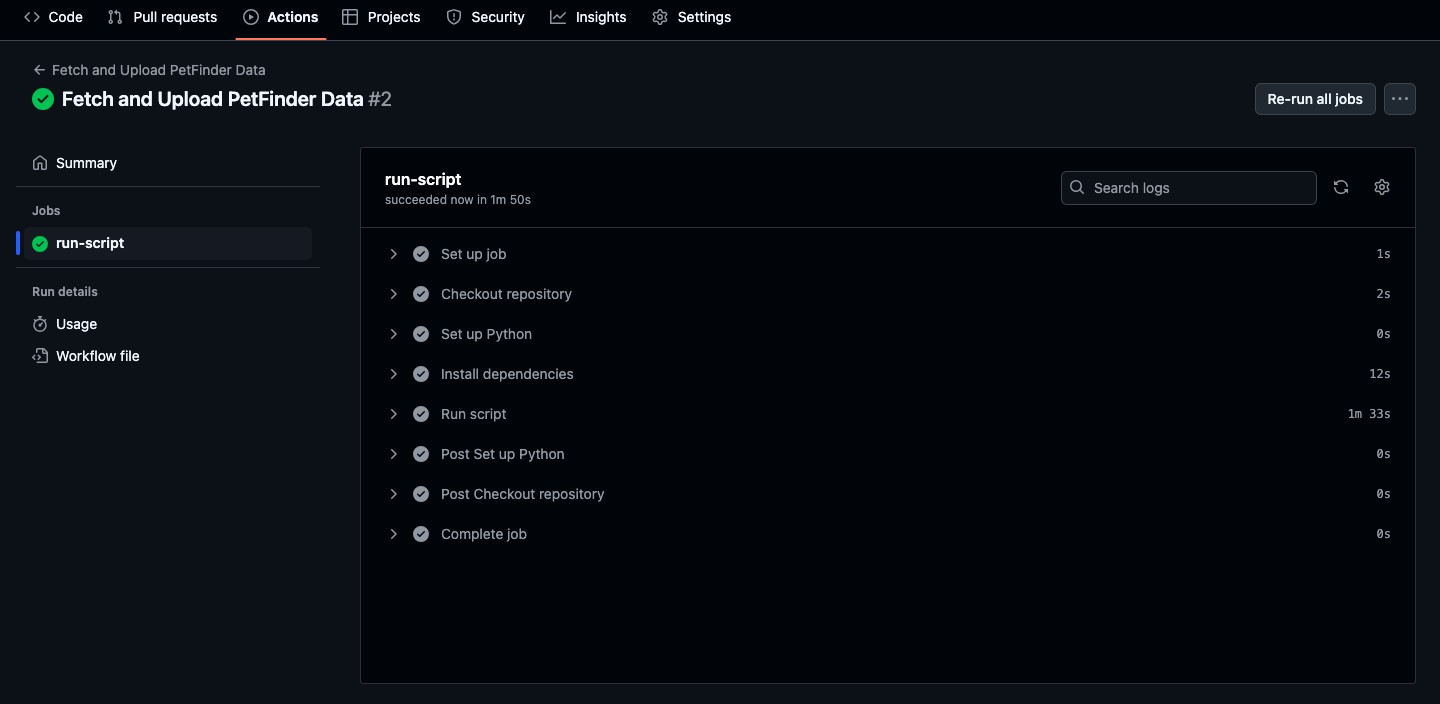 Code Pull requests Actions Projects Security Insights Settings
Fetch and Upload PetFinder Data
Fetch and Upload PetFinder Data #2
Re-run all jobs
Summary
Jobs
run-script
Run details
Usage
Workflow file
run-script
succeeded now in 1m 50s
Search logs
Set up job 1s
Checkout repository 2s
Set up Python 0s
Install dependencies 12s
Run script 1m 33s
Post Set up Python 0s
Post Checkout repository 0s
Complete job 0s